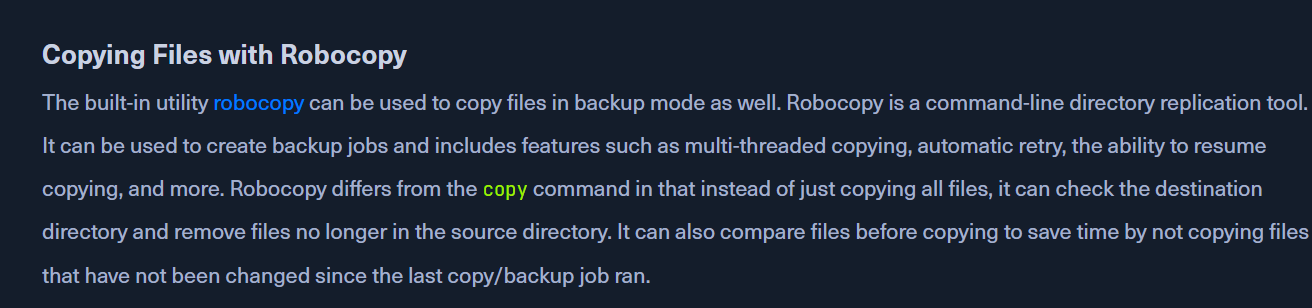 Copying Files with Robocopy
The built-in utility robocopy can be used to copy files in backup mode as well. Robocopy is a command-line directory replication tool.
It can be used to create backup jobs and includes features such as multi-threaded copying, automatic retry, the ability to resume
copying, and more. Robocopy differs from the copy command in that instead of just copying all files, it can check the destination
directory and remove files no longer in the source directory. It can also compare files before copying to save time by not copying files
that have not been changed since the last copy/backup job ran.